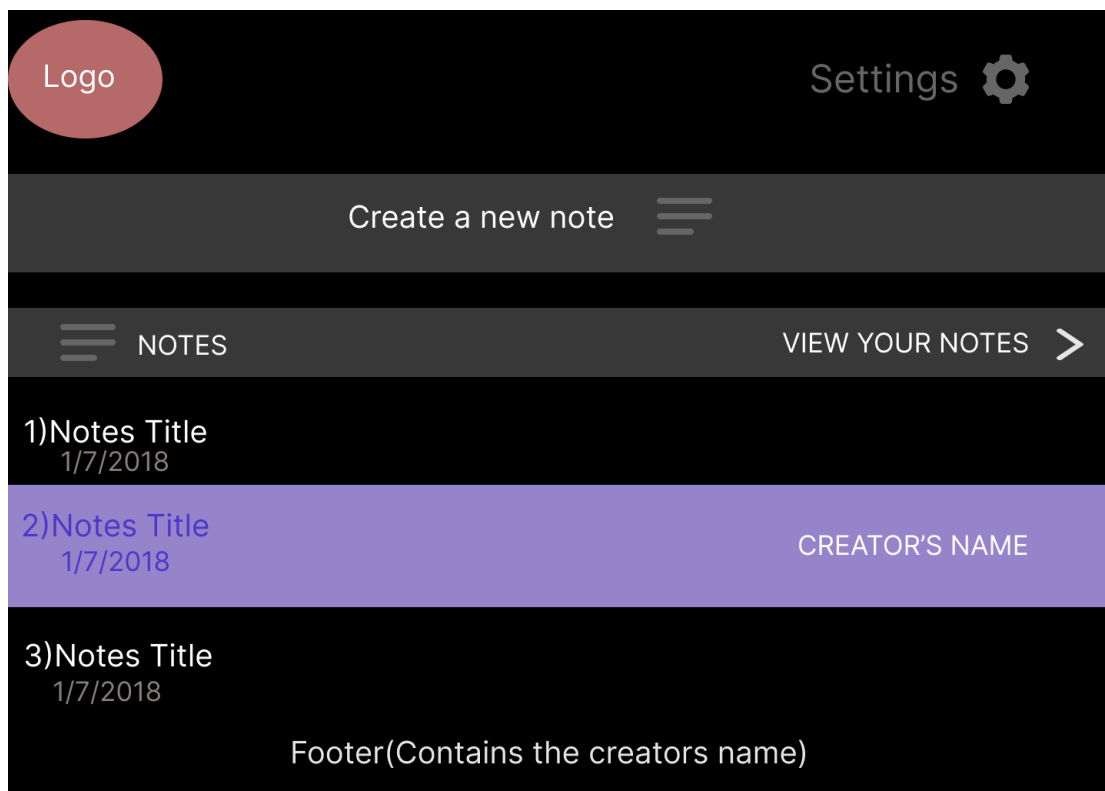 Logo
Settings
Create a new note
NOTES
VIEW YOUR NOTES
1)Notes Title
1/7/2018
2)Notes Title
1/7/2018
CREATOR’S NAME
3)Notes Title
1/7/2018
Footer(Contains the creators name)